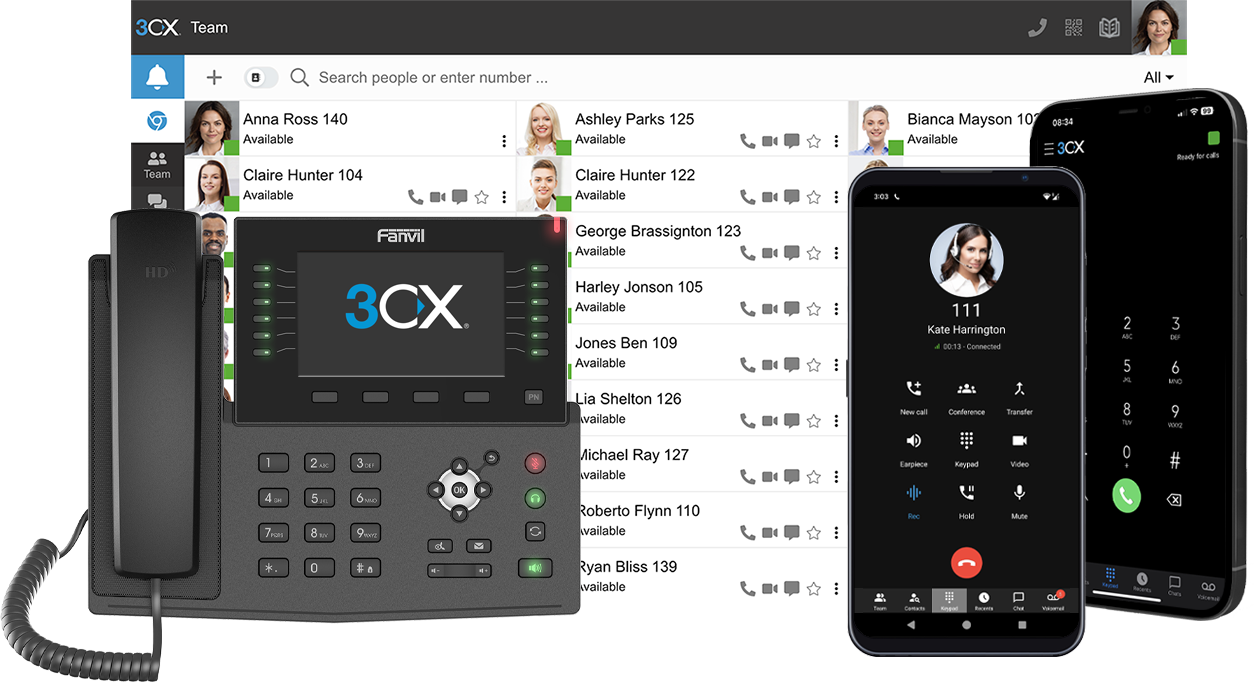 3CX Team
Search people or enter number ...
All
Anna Ross 140
Available
Ashley Parks 125
Available
Bianca Mayson
Available
Team
Claire Hunter 104
Available
Claire Hunter 122
Available
George Brassignton 123
Available
Harley Jonson 105
Available
Jones Ben 109
Available
Lia Shelton 126
Available
Michael Ray 127
Available
Roberto Flynn 110
Available
Ryan Bliss 139
Available
HD
Fanvil
3CX
PN
1
2 ABC
3 DEF
4 GHI
5 JKL
6 MNO
7 PQRS
8 TUV
9 WXYZ
*.
0
#
OK
3:03
111
Kate Harrington
00:13 - Connected
New call
Conference
Transfer
Earpiece
Keypad
Video
Rec
Hold
Mute
Team
Contacts
Keypad
Recents
Chat
Voicemail
08:34
99
3CX
Ready for calls
2
ABC
3
DEF
5
JKL
6
MNO
8
TUV
9
WXYZ
0
+
#
Keypad
Recents
Chats
Voicemail